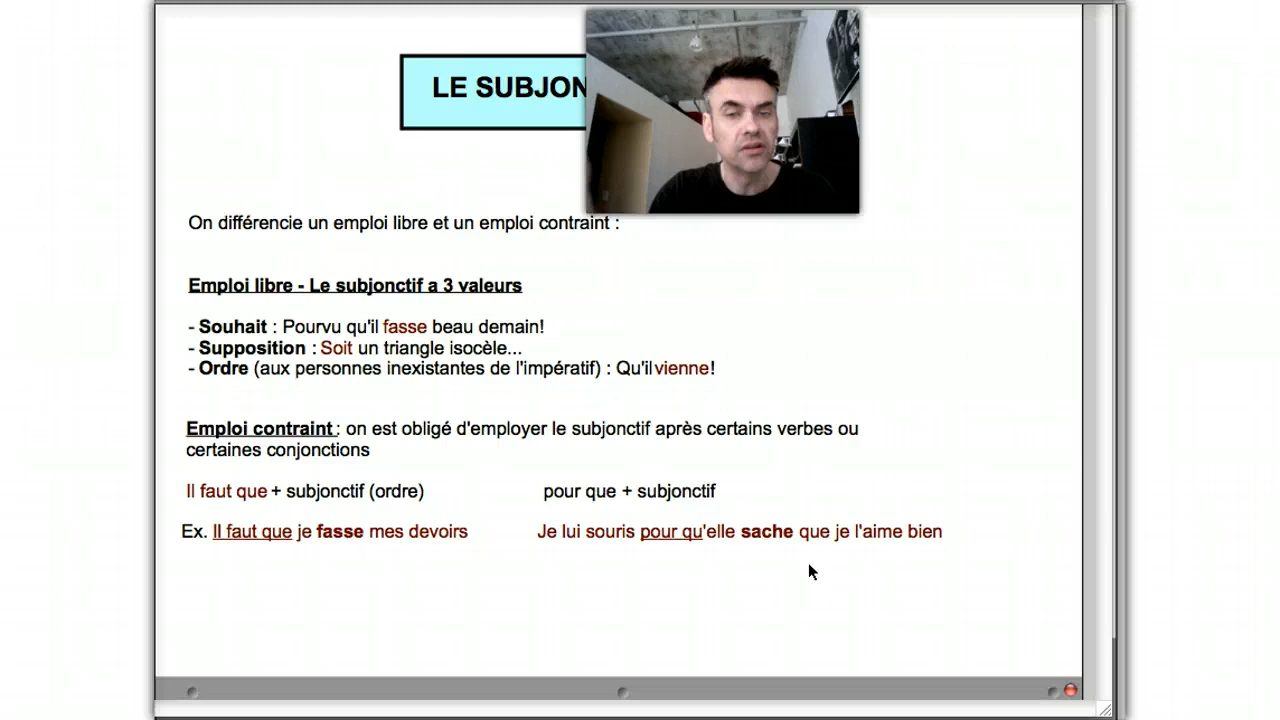 LE SUBJON
On différencie un emploi libre et un emploi contraint :
Emploi libre - Le subjonctif a 3 valeurs
- Souhait : Pourvu qu'il fasse beau demain!
- Supposition : Soit un triangle isocèle...
- Ordre (aux personnes inexistantes de l'impératif) : Qu'il vienne!
Emploi contraint : on est obligé d'employer le subjonctif après certains verbes ou
certaines conjonctions
Il faut que + subjonctif (ordre) pour que + subjonctif
Ex. Il faut que je fasse mes devoirs Je lui souris pour qu'elle sache que je l'aime bien